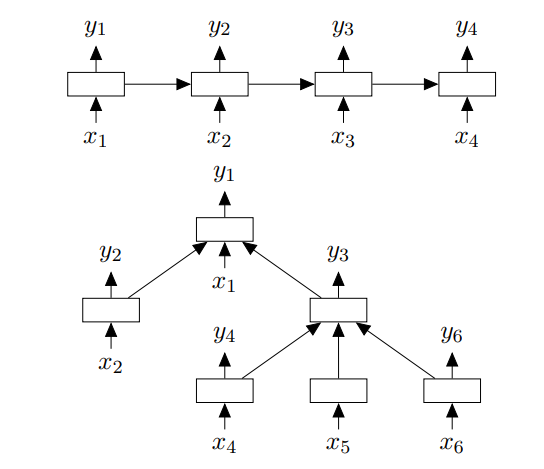 y₁ y₂ y₃ y₄
x₁ x₂ x₃ x₄
y₁
y₂ y₃
x₁
y₄ y₆
x₂
x₄ x₅ x₆